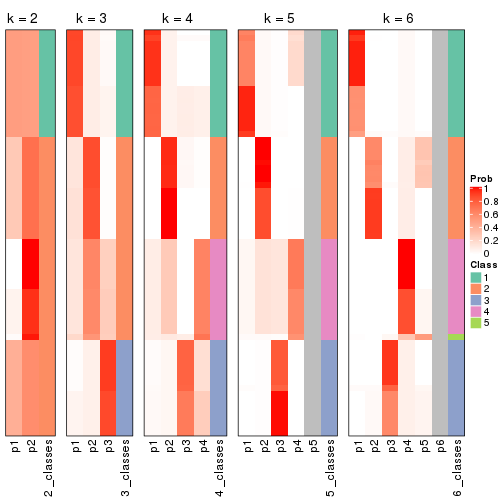 k = 2 k = 3 k = 4 k = 5 k = 6
p1 p2 2_classes p1 p2 p3 3_classes p1 p2 p3 p4 4_classes p1 p2 p3 p4 p5 5_classes p1 p2 p3 p4 p5 p6 6_classes
Prob
1
0.8
0.6
0.4
0.2
0
Class
1
2
3
4
5